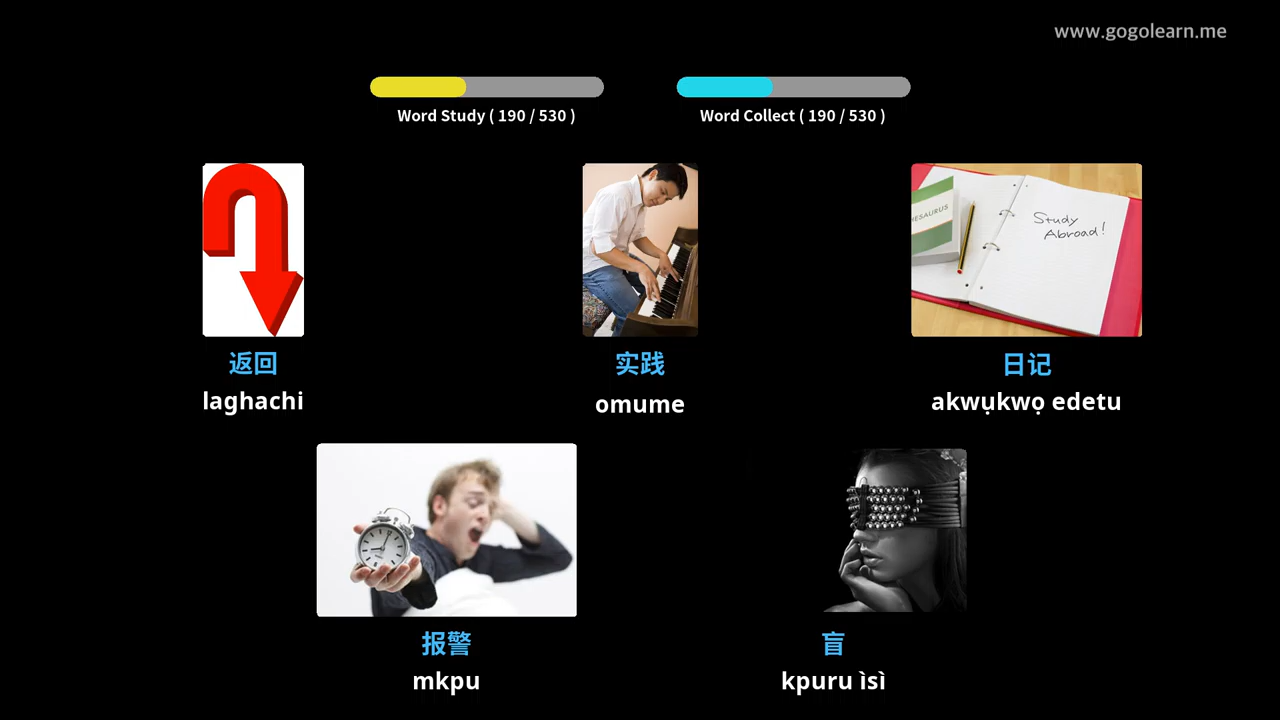 www.gogolearn.me
Word Study ( 190 / 530 )
Word Collect ( 190 / 530 )
ESAURUS
Study
Abroad!
返回
laghachi
实践
omume
日记
akwụkwọ edetu
报警
mkpu
盲
kpuru ìsì